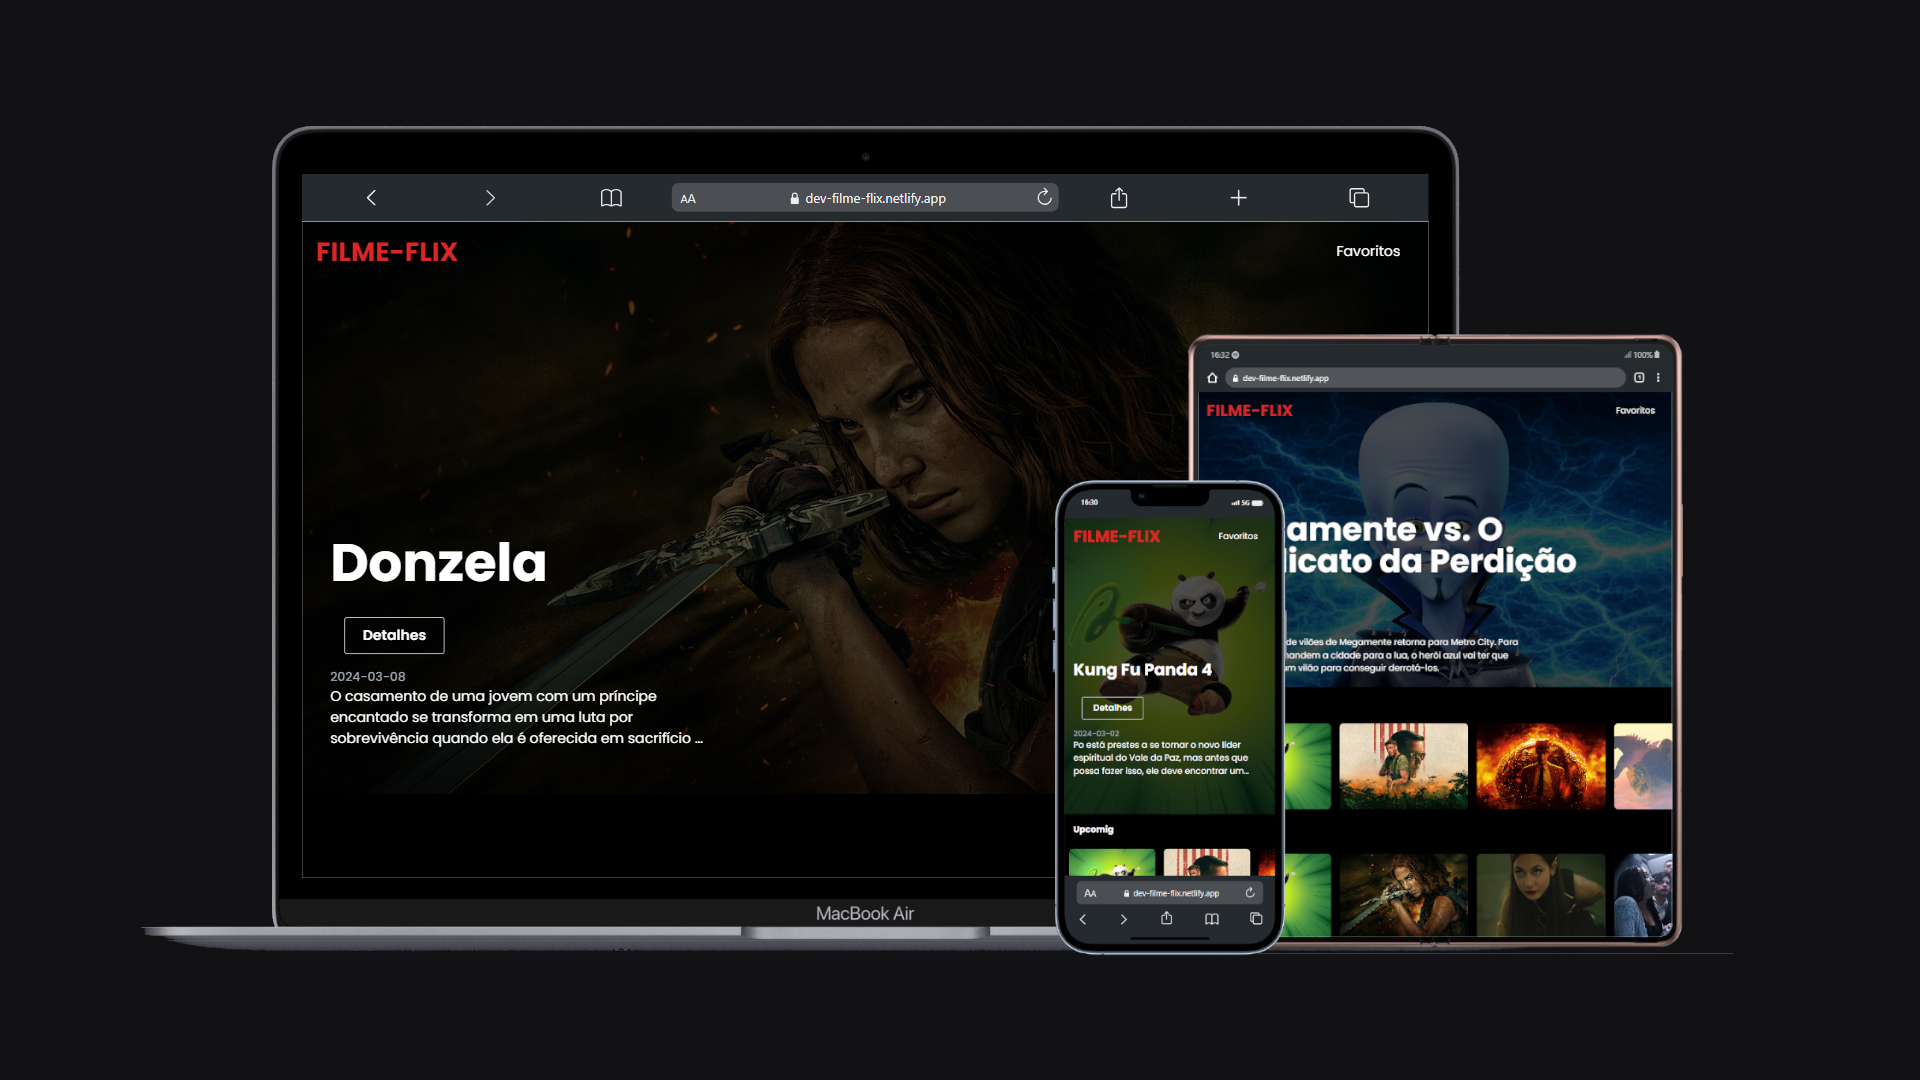 AA
dev-filme-flix.netlify.app
FILME-FLIX
Favoritos
Donzela
Detalhes
2024-03-08
O casamento de uma jovem com um príncipe
encantado se transforma em uma luta por
sobrevivência quando ela é oferecida em sacrifício ...
MacBook Air
16:30
5G
FILME-FLIX
Favoritos
Kung Fu Panda 4
Detalhes
2024-03-02
Po está prestes a se tornar o novo líder
espiritual do Vale da Paz, mas antes que
possa fazer isso, ele deve encontrar um...
Upcomig
AA
dev-filme-flix.netlify.app
16:32
100%
dev-filme-flix.netlify.app
FILME-FLIX
Favoritos
amente vs. O
licato da Perdição
de vilões de Megamente retorna para Metro City. Para
mandem a cidade para a lua, o herói azul vai ter que
m vilão para conseguir derrotá-los.